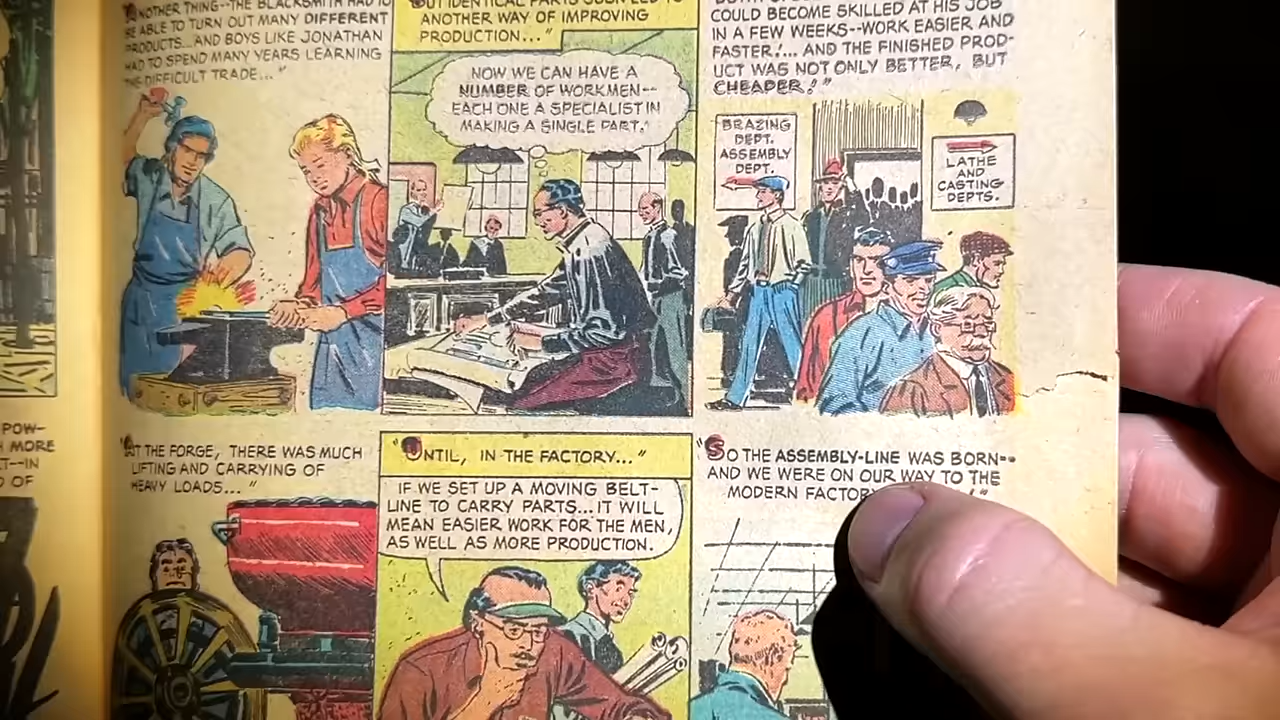 ANOTHER THING--THE BLACKSMITH HAD TO
BE ABLE TO TURN OUT MANY DIFFERENT
PRODUCTS...AND BOYS LIKE JONATHAN
HAD TO SPEND MANY YEARS LEARNING
THE DIFFICULT TRADE..."
BUT IDENTICAL PARTS SOON LED TO
ANOTHER WAY OF IMPROVING
PRODUCTION..."
NOW WE CAN HAVE A
NUMBER OF WORKMEN--
EACH ONE A SPECIALIST IN
MAKING A SINGLE PART.
COULD BECOME SKILLED AT HIS JOB
IN A FEW WEEKS--WORK EASIER AND
FASTER!... AND THE FINISHED PROD-
UCT WAS NOT ONLY BETTER, BUT
CHEAPER!"
BRAZING
DEPT.
ASSEMBLY
DEPT.
LATHE
AND
CASTING
DEPTS.
POW-
MORE
--IN
OF
"AT THE FORGE, THERE WAS MUCH
LIFTING AND CARRYING OF
HEAVY LOADS..."
"UNTIL, IN THE FACTORY..."
IF WE SET UP A MOVING BELT-
LINE TO CARRY PARTS...IT WILL
MEAN EASIER WORK FOR THE MEN,
AS WELL AS MORE PRODUCTION.
"SO THE ASSEMBLY-LINE WAS BORN--
AND WE WERE ON OUR WAY TO THE
MODERN FACTORY